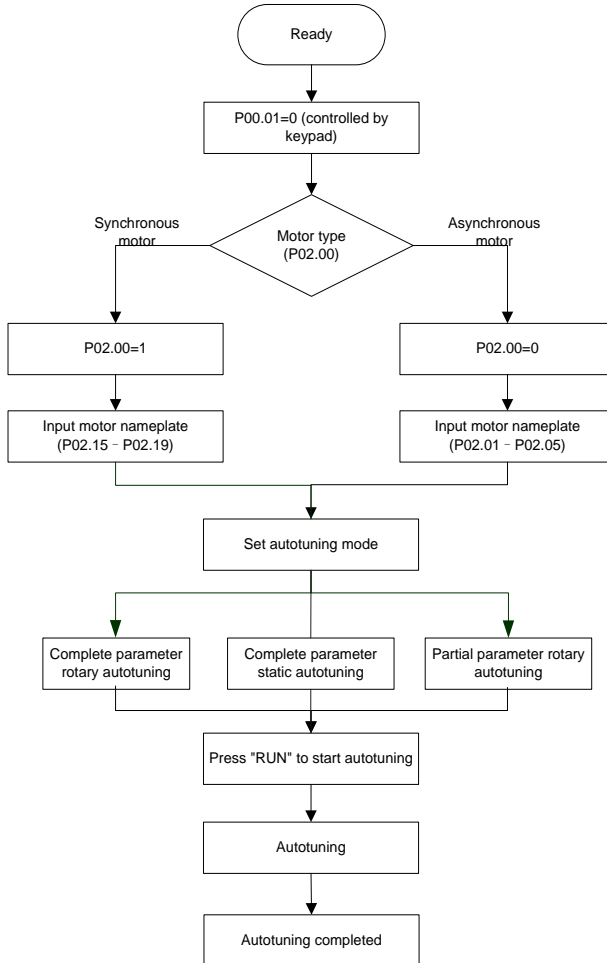 Ready
P00.01=0 (controlled by
keypad)
Synchronous
motor
Motor type
(P02.00)
Asynchronous
motor
P02.00=1
P02.00=0
Input motor nameplate
(P02.15﹣P02.19)
Input motor nameplate
(P02.01﹣P02.05)
Set autotuning mode
Complete parameter
rotary autotuning
Complete parameter
static autotuning
Partial parameter rotary
autotuning
Press "RUN" to start autotuning
Autotuning
Autotuning completed